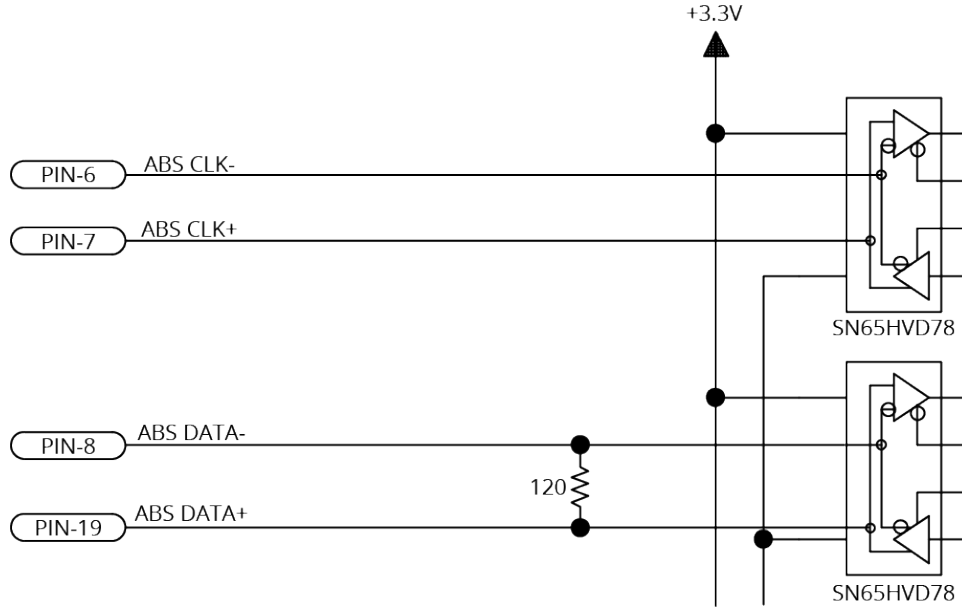 +3.3V
ABS CLK-
PIN-6
ABS CLK+
PIN-7
SN65HVD78
ABS DATA-
PIN-8
120
ABS DATA+
PIN-19
SN65HVD78